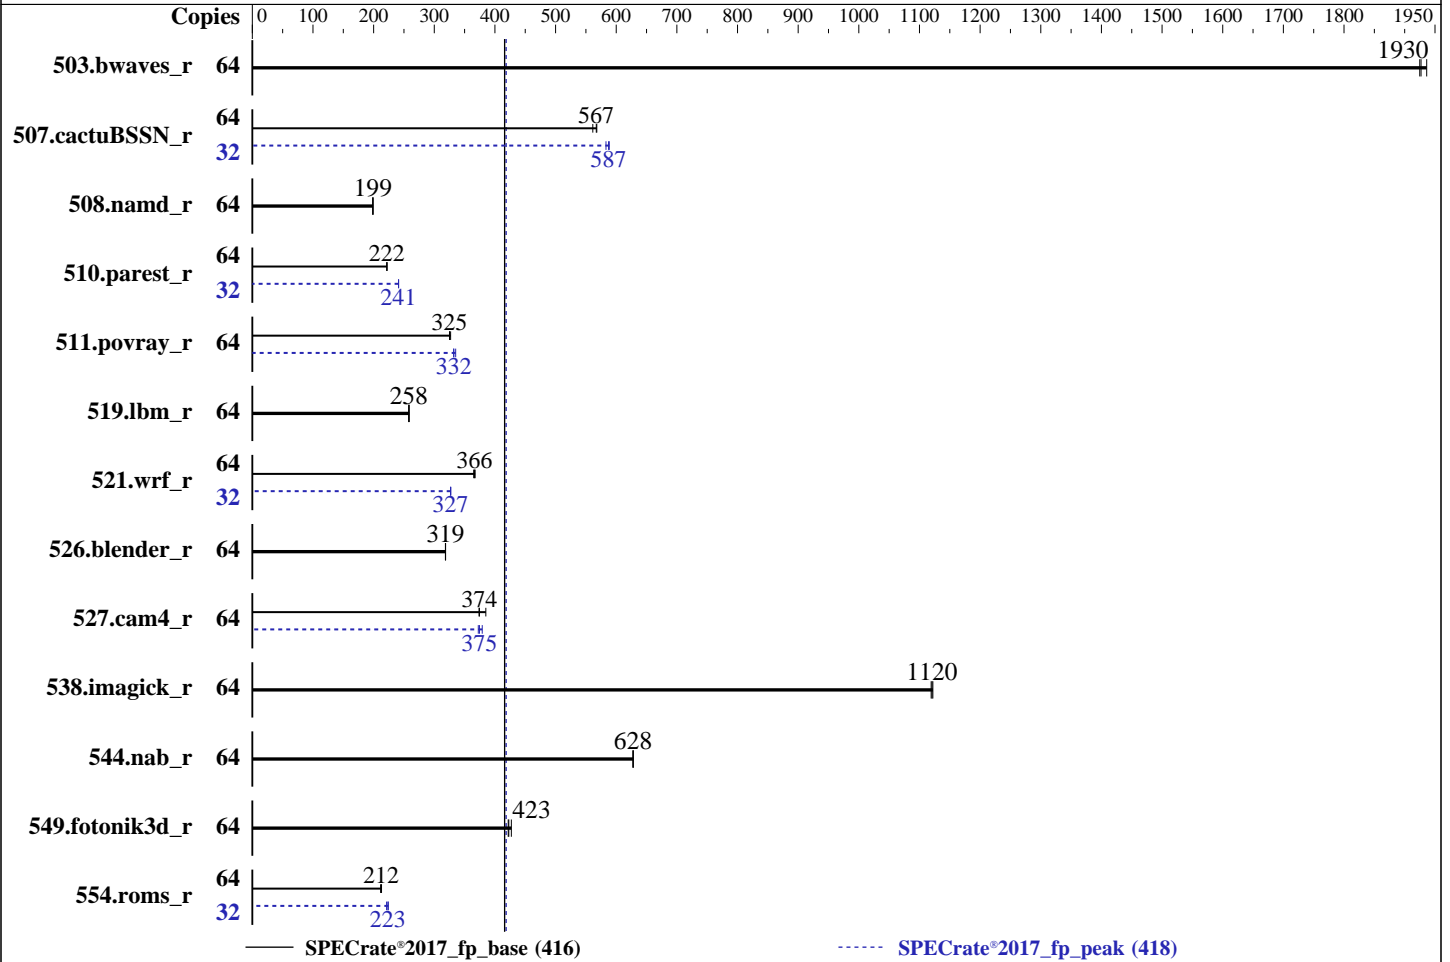 Copies 0 100 200 300 400 500 600 700 800 900 1000 1100 1200 1300 1400 1500 1600 1700 1800 1950
503.bwaves_r 64 1930
507.cactuBSSN_r 64 567
32 587
508.namd_r 64 199
510.parest_r 64 222
32 241
511.povray_r 64 325
332
519.lbm_r 64 258
521.wrf_r 64 366
32 327
526.blender_r 64 319
527.cam4_r 64 374
375
538.imagick_r 64 1120
544.nab_r 64 628
549.fotonik3d_r 64 423
554.roms_r 64 212
32 223
SPECrate®2017_fp_base (416) SPECrate®2017_fp_peak (418)